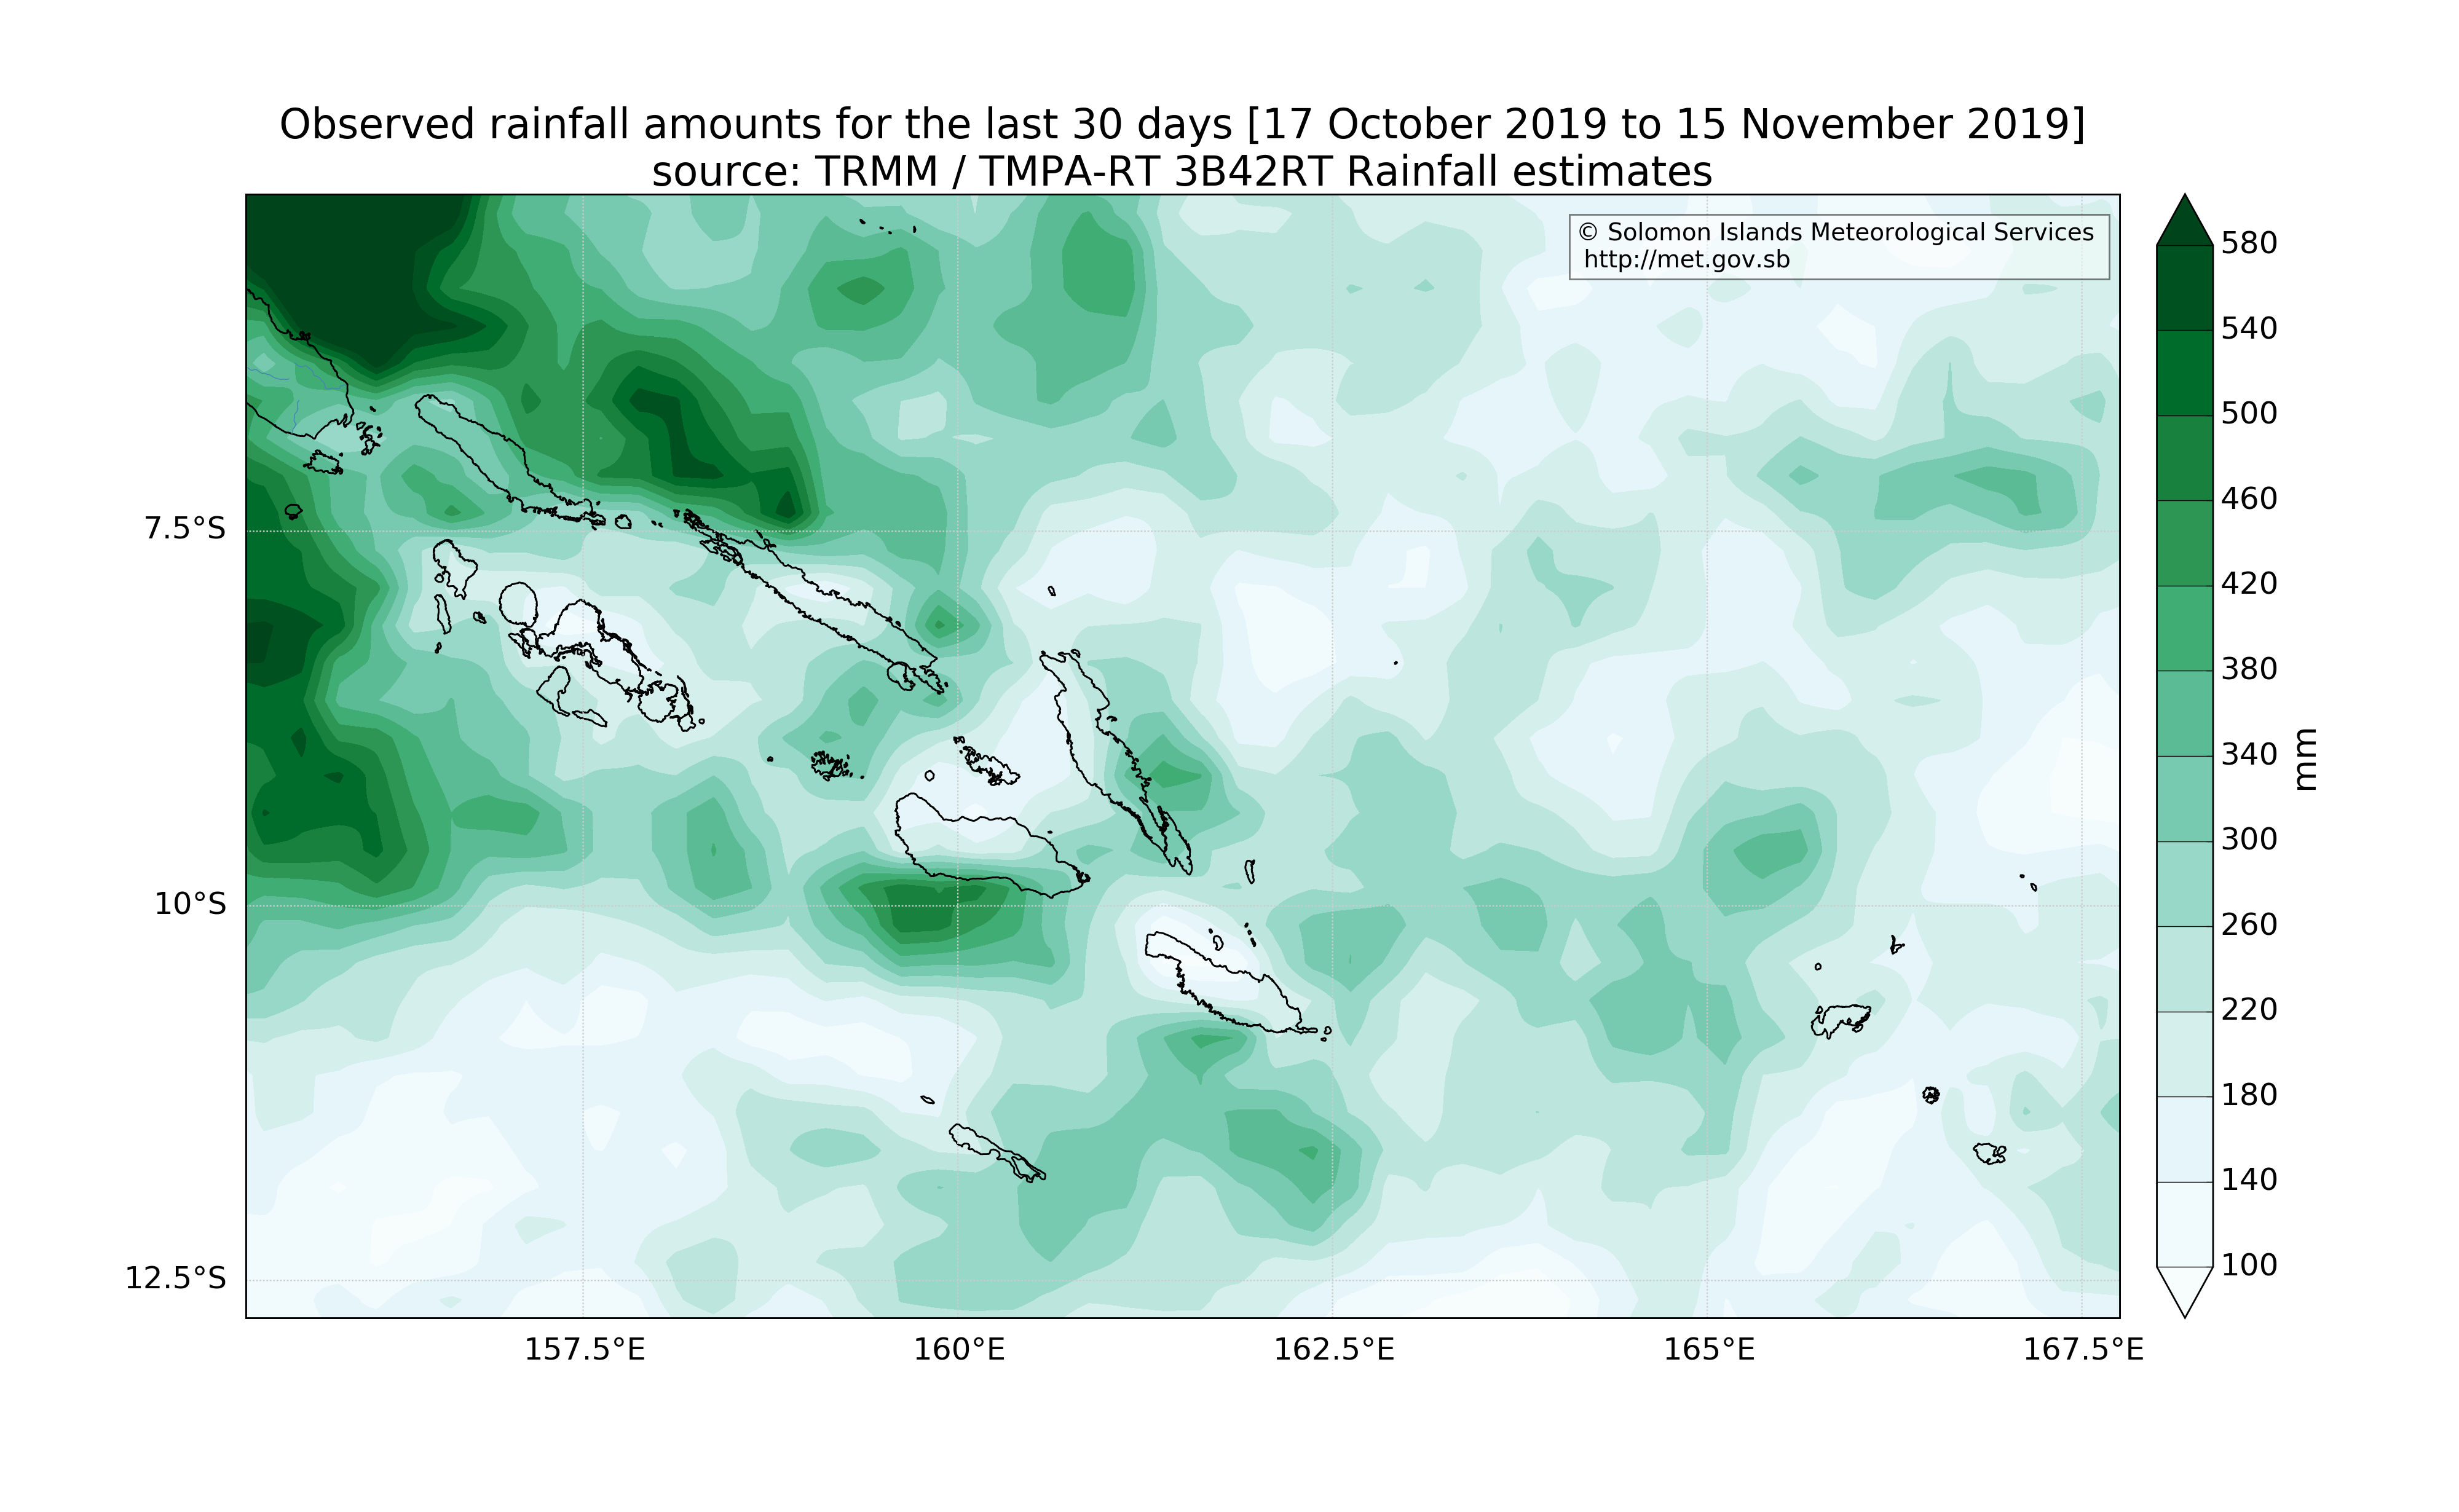 Observed rainfall amounts for the last 30 days [17 October 2019 to 15 November 2019]
source: TRMM / TMPA-RT 3B42RT Rainfall estimates
© Solomon Islands Meteorological Services
http://met.gov.sb
7.5°S
10°S
12.5°S
157.5°E
160°E
162.5°E
165°E
167.5°E
580
540
500
460
420
380
340
300
260
220
180
140
100
mm